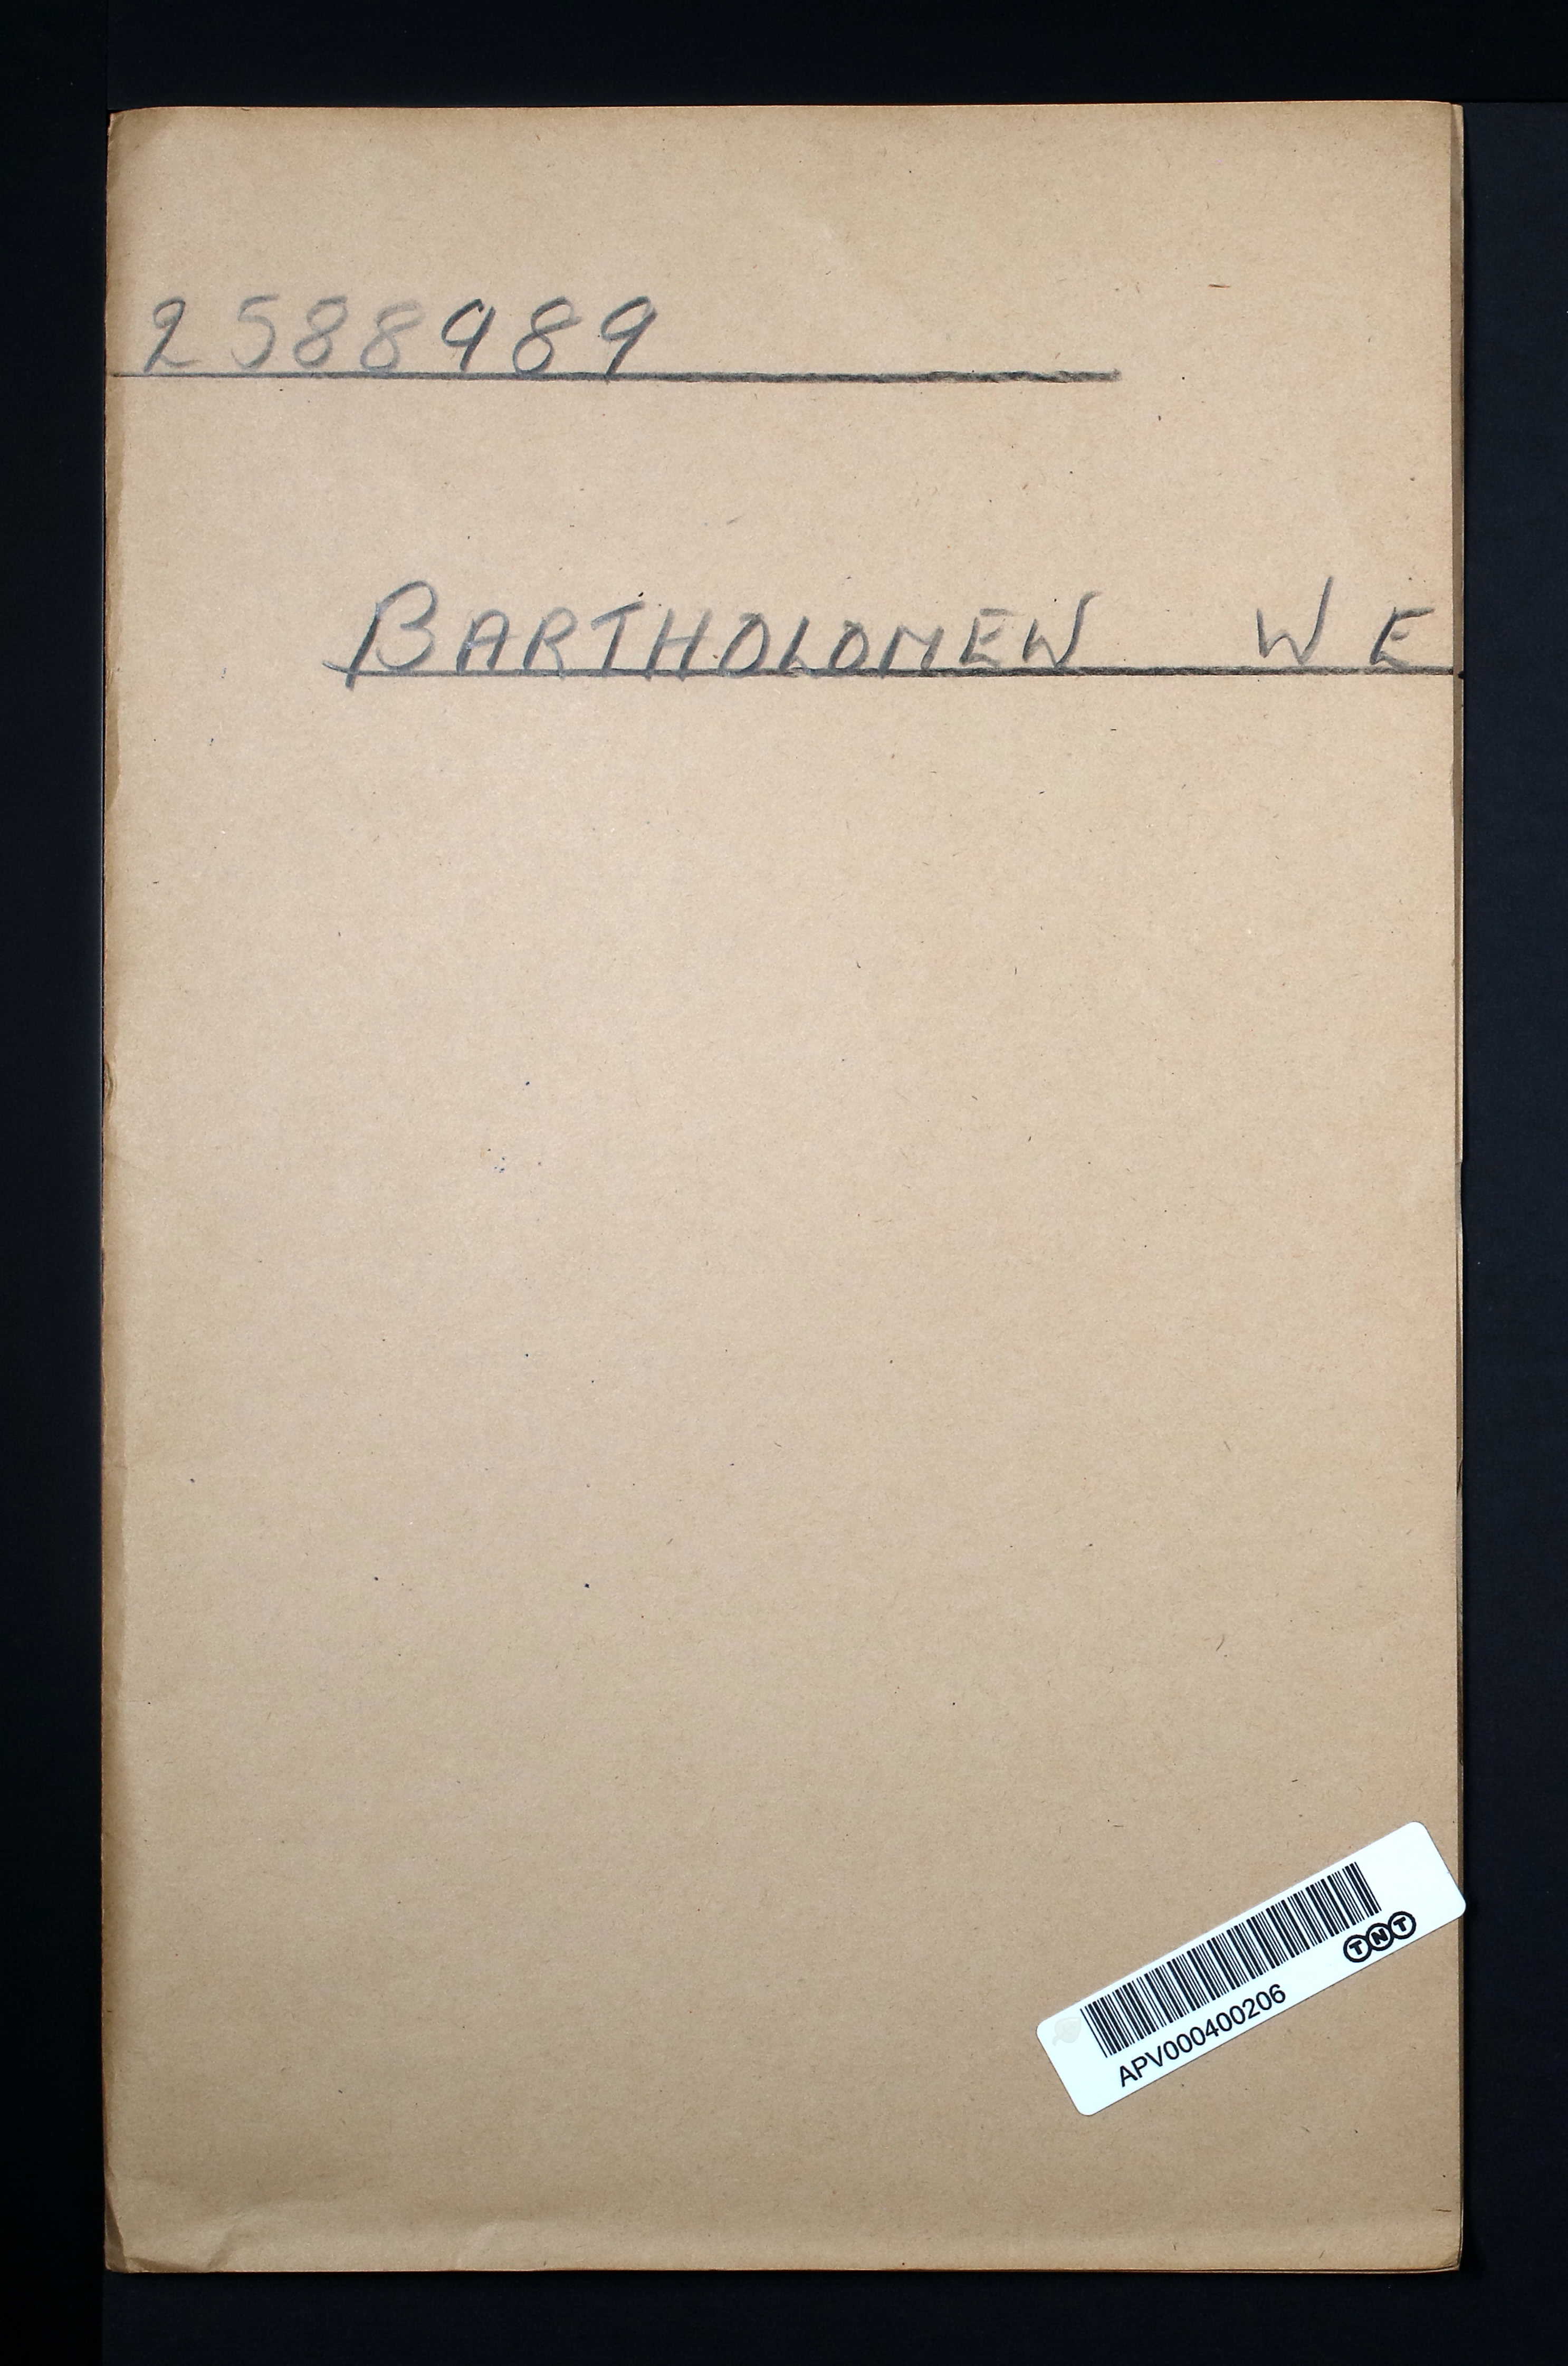 2588989
BARTHOLOMEW W E
TNT
APV000400206